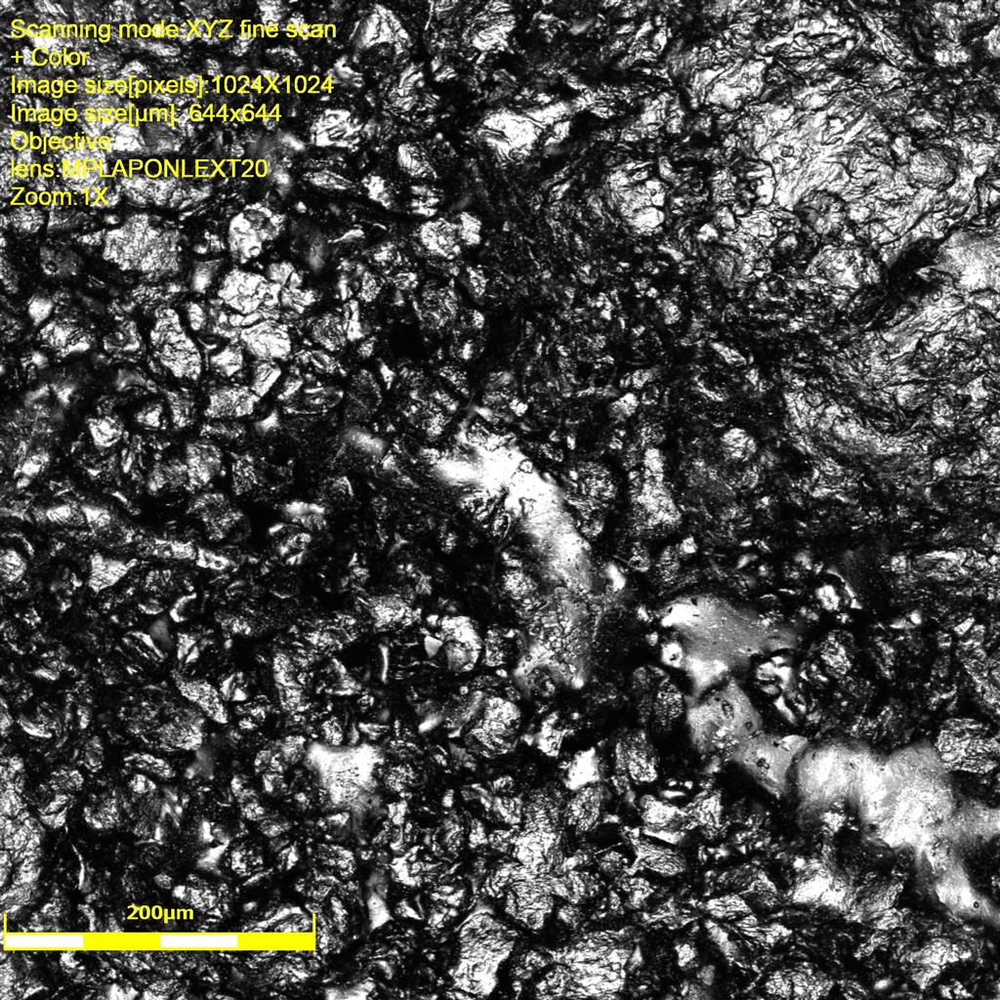 Scanning mode:XYZ fine scan
+ Color
Image size[pixels]:1024X1024
Image size[µm]: 644x644
Objective
lens:MPLAPONLEXT20
Zoom:1X
200µm